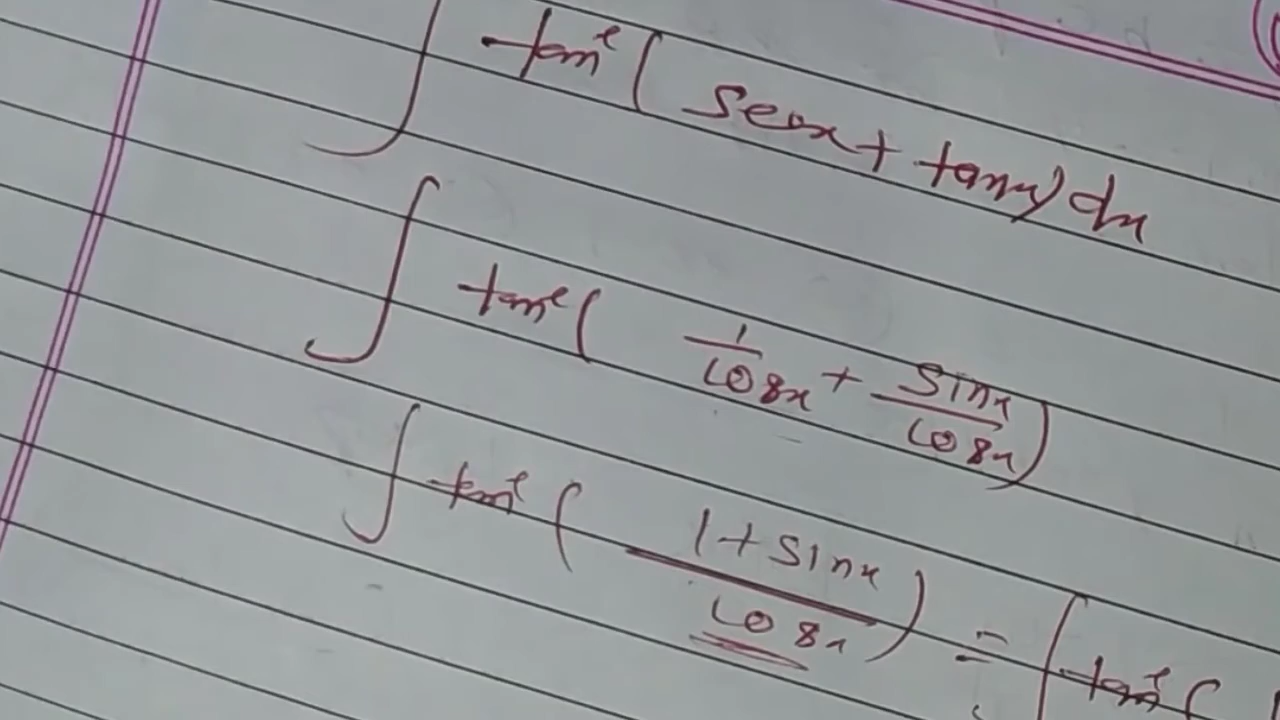 ∫ tan⁻¹ ( secx + tanx) dx
∫ tan⁻¹ ( 1/cosx + sinx/cosx )
∫ tan⁻¹ ( 1+sinx/cosx ) = ∫ tan⁻¹ (